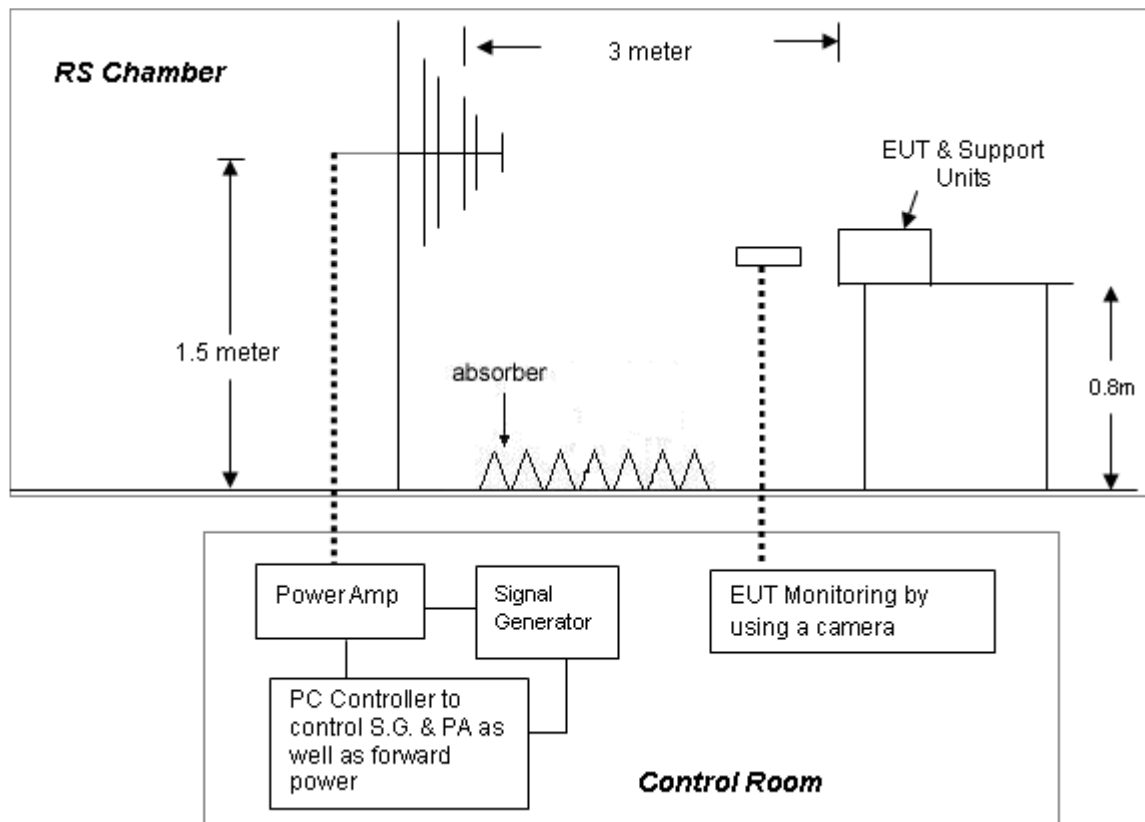 RS Chamber
3 meter
EUT & Support
Units
1.5 meter
absorber
0.8m
Power Amp
Signal
Generator
EUT Monitoring by
using a camera
PC Controller to
control S.G. & PA as
well as forward
power
Control Room